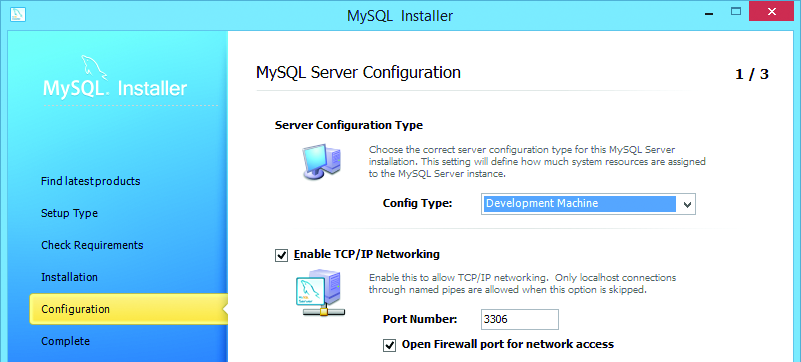 MySQL Installer
MySQL Installer
MySQL Server Configuration
1 / 3
Find latest products
Setup Type
Check Requirements
Installation
Configuration
Complete
Server Configuration Type
Choose the correct server configuration type for this MySQL Server
installation. This setting will define how much system resources are assigned
to the MySQL Server instance.
Config Type:
Development Machine
Enable TCP/IP Networking
Enable this to allow TCP/IP networking. Only localhost connections
through named pipes are allowed when this option is skipped.
Port Number:
3306
Open Firewall port for network access